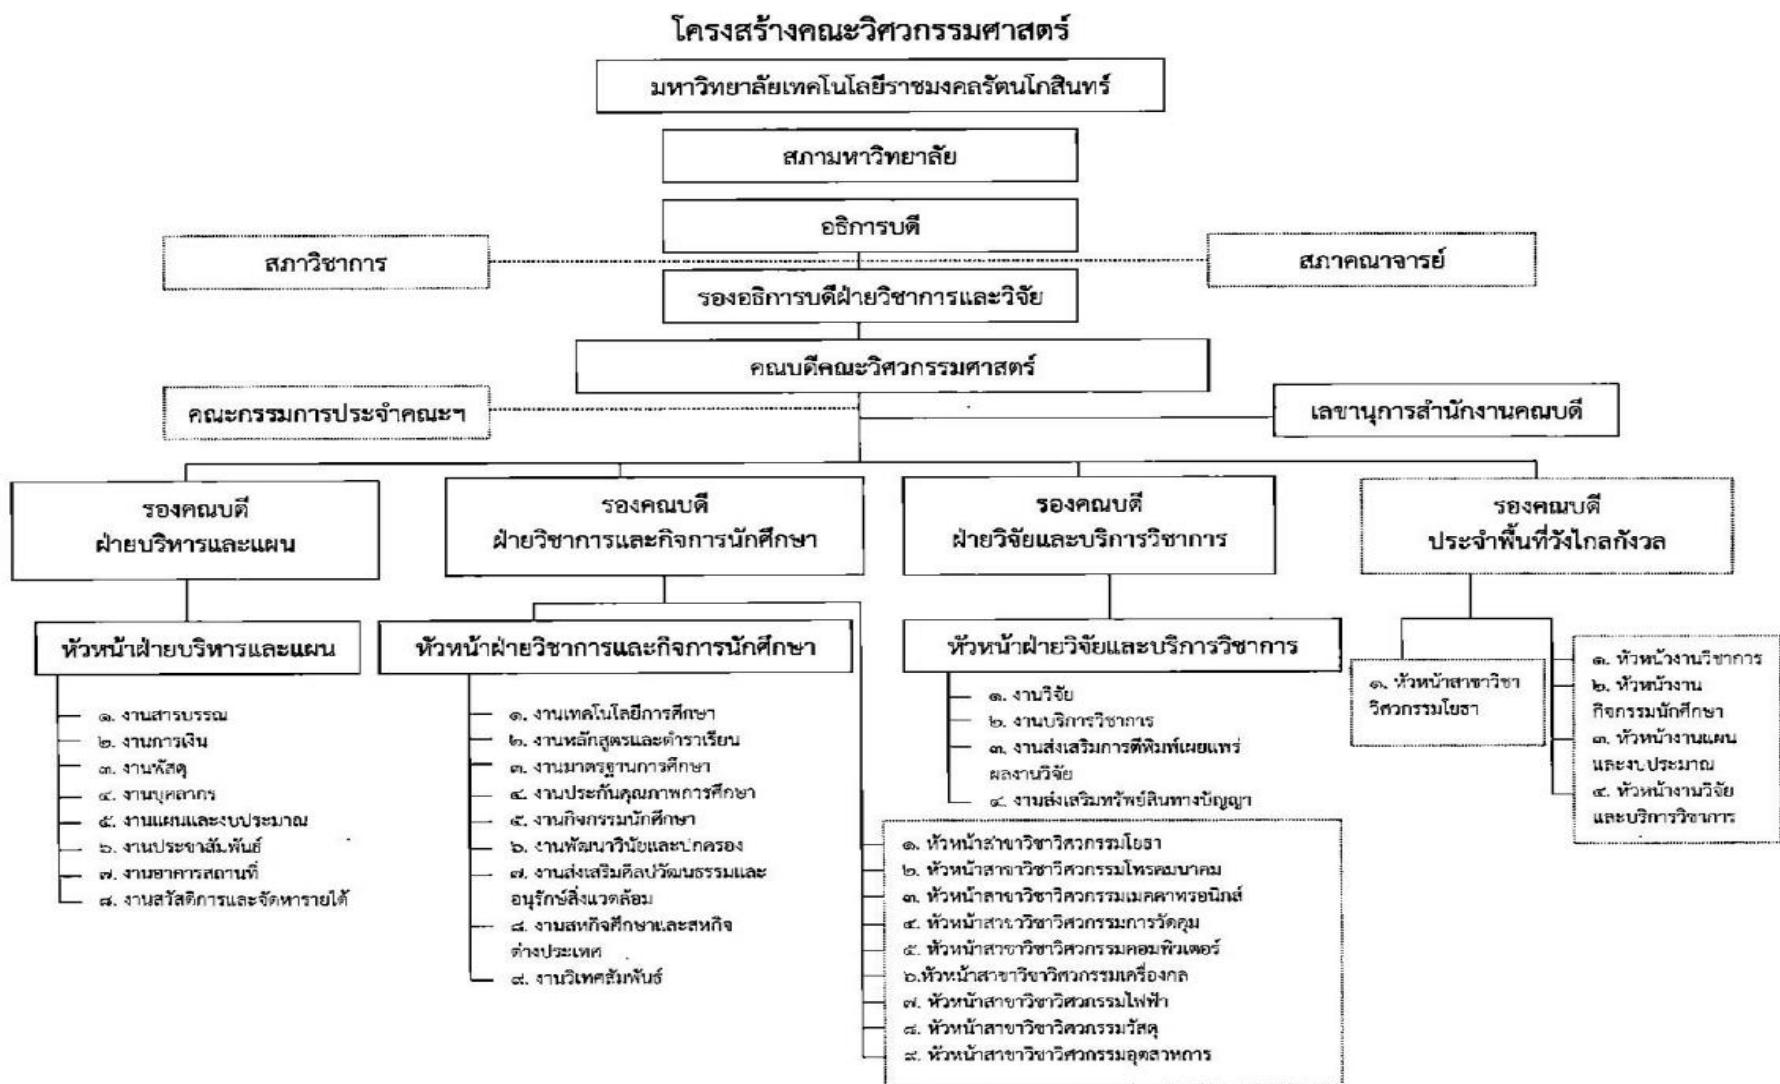 โครงสร้างคณะวิศวกรรมศาสตร์
มหาวิทยาลัยเทคโนโลยีราชมงคลรัตนโกสินทร์
สภามหาวิทยาลัย
อธิการบดี
สภาวิชาการ
สภาคณาจารย์
รองอธิการบดีฝ่ายวิชาการและวิจัย
คณบดีคณะวิศวกรรมศาสตร์
คณะกรรมการประจำคณะฯ
เลขานุการสำนักงานคณบดี
รองคณบดี
ฝ่ายบริหารและแผน
รองคณบดี
ฝ่ายวิชาการและกิจการนักศึกษา
รองคณบดี
ฝ่ายวิจัยและบริการวิชาการ
รองคณบดี
ประจำพื้นที่วังไกลกังวล
หัวหน้าฝ่ายบริหารและแผน
๑. งานสารบรรณ
๒. งานการเงิน
๓. งานพัสดุ
๔. งานบุคลากร
๕. งานแผนและงบประมาณ
๖. งานประชาสัมพันธ์
๗. งานอาคารสถานที่
๘. งานสวัสดิการและจัดหารายได้
หัวหน้าฝ่ายวิชาการและกิจการนักศึกษา
๑. งานเทคโนโลยีการศึกษา
๒. งานหลักสูตรและตำราเรียน
๓. งานมาตรฐานการศึกษา
๔. งานประกันคุณภาพการศึกษา
๕. งานกิจกรรมนักศึกษา
๖. งานพัฒนาวินัยและปกครอง
๗. งานส่งเสริมศิลปวัฒนธรรมและ
อนุรักษ์สิ่งแวดล้อม
๘. งานสหกิจศึกษาและสหกิจ
ต่างประเทศ
๙. งานวิเทศสัมพันธ์
หัวหน้าฝ่ายวิจัยและบริการวิชาการ
๑. งานวิจัย
๒. งานบริการวิชาการ
๓. งานส่งเสริมการตีพิมพ์เผยแพร่
ผลงานวิจัย
๔. งานส่งเสริมทรัพย์สินทางปัญญา
๑. หัวหน้าสาขาวิชาวิศวกรรมโยธา
๒. หัวหน้าสาขาวิชาวิศวกรรมโทรคมนาคม
๓. หัวหน้าสาขาวิชาวิศวกรรมเมคคาทรอนิกส์
๔. หัวหน้าสาขาวิชาวิศวกรรมการวัดคุม
๕. หัวหน้าสาขาวิชาวิศวกรรมคอมพิวเตอร์
๖.หัวหน้าสาขาวิชาวิศวกรรมเครื่องกล
๗. หัวหน้าสาขาวิชาวิศวกรรมไฟฟ้า
๘. หัวหน้าสาขาวิชาวิศวกรรมวัสดุ
๙. หัวหน้าสาขาวิชาวิศวกรรมอุตสาหการ
๑. หัวหน้าสาขาวิชา
วิศวกรรมโยธา
๑. หัวหน้างานวิชาการ
๒. หัวหน้างาน
กิจกรรมนักศึกษา
๓. หัวหน้างานแผน
และงบประมาณ
๔. หัวหน้างานวิจัย
และบริการวิชาการ